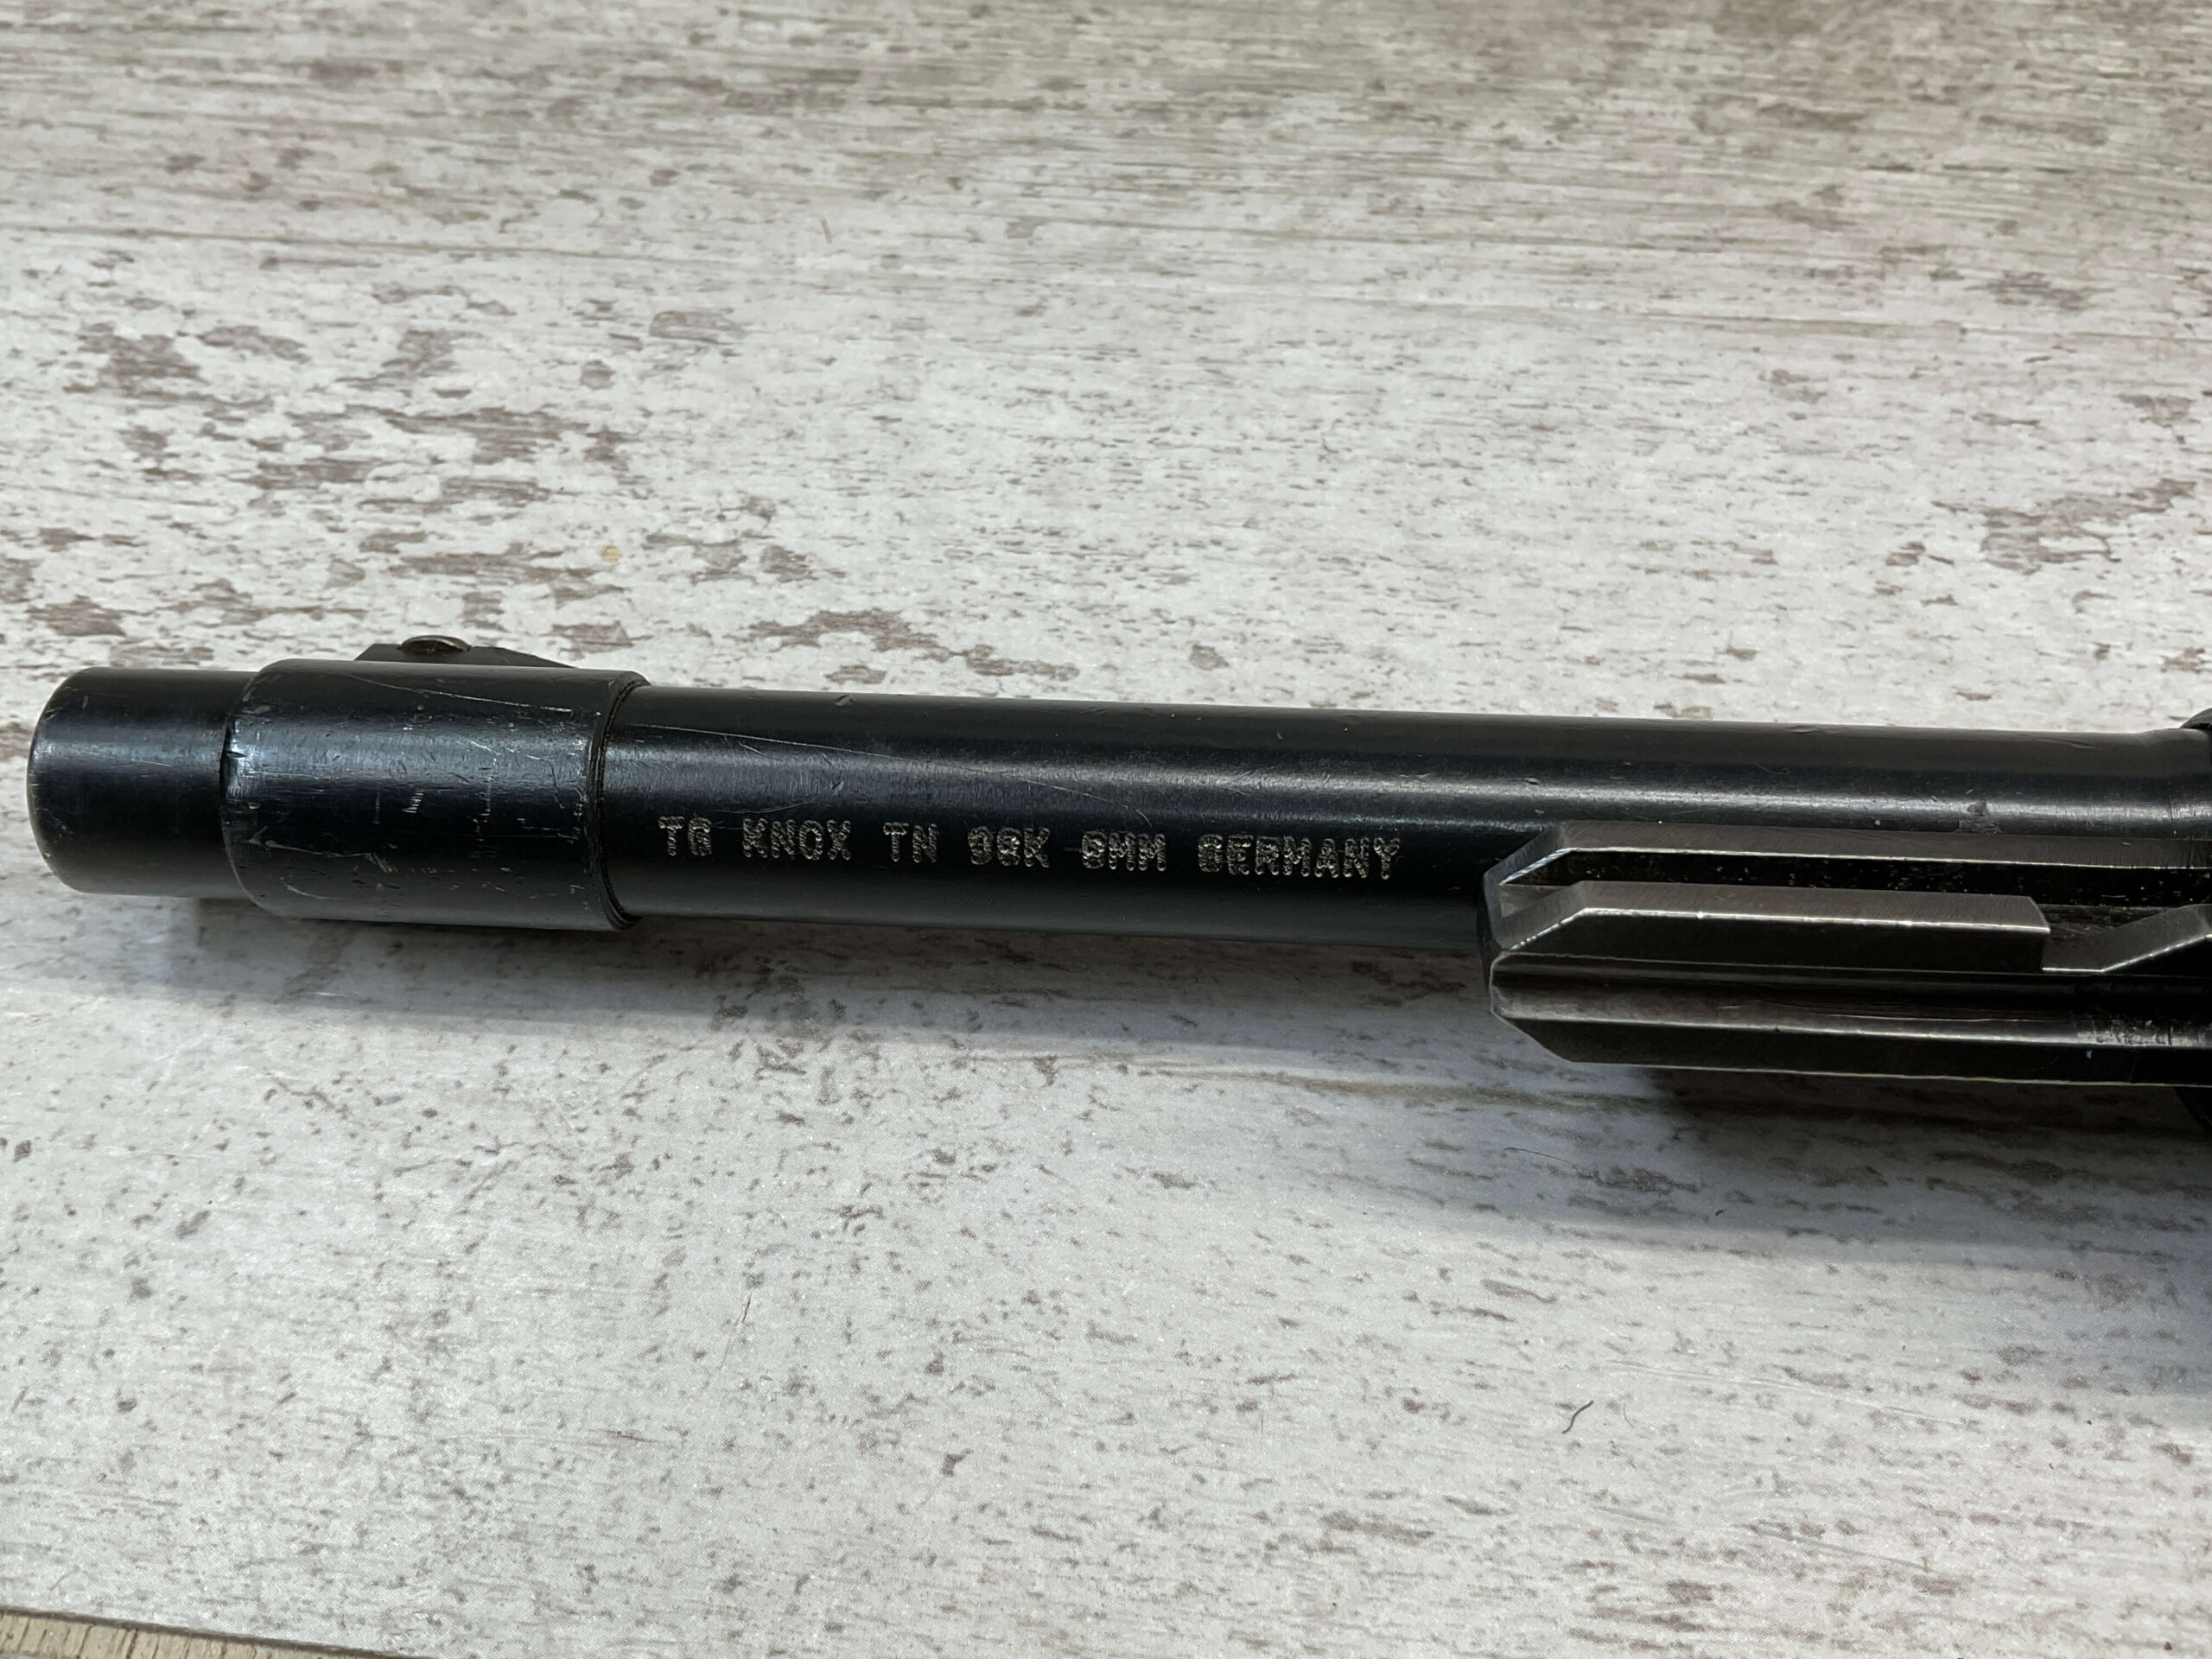 TG KNOX TN 98K 8MM GERMANY